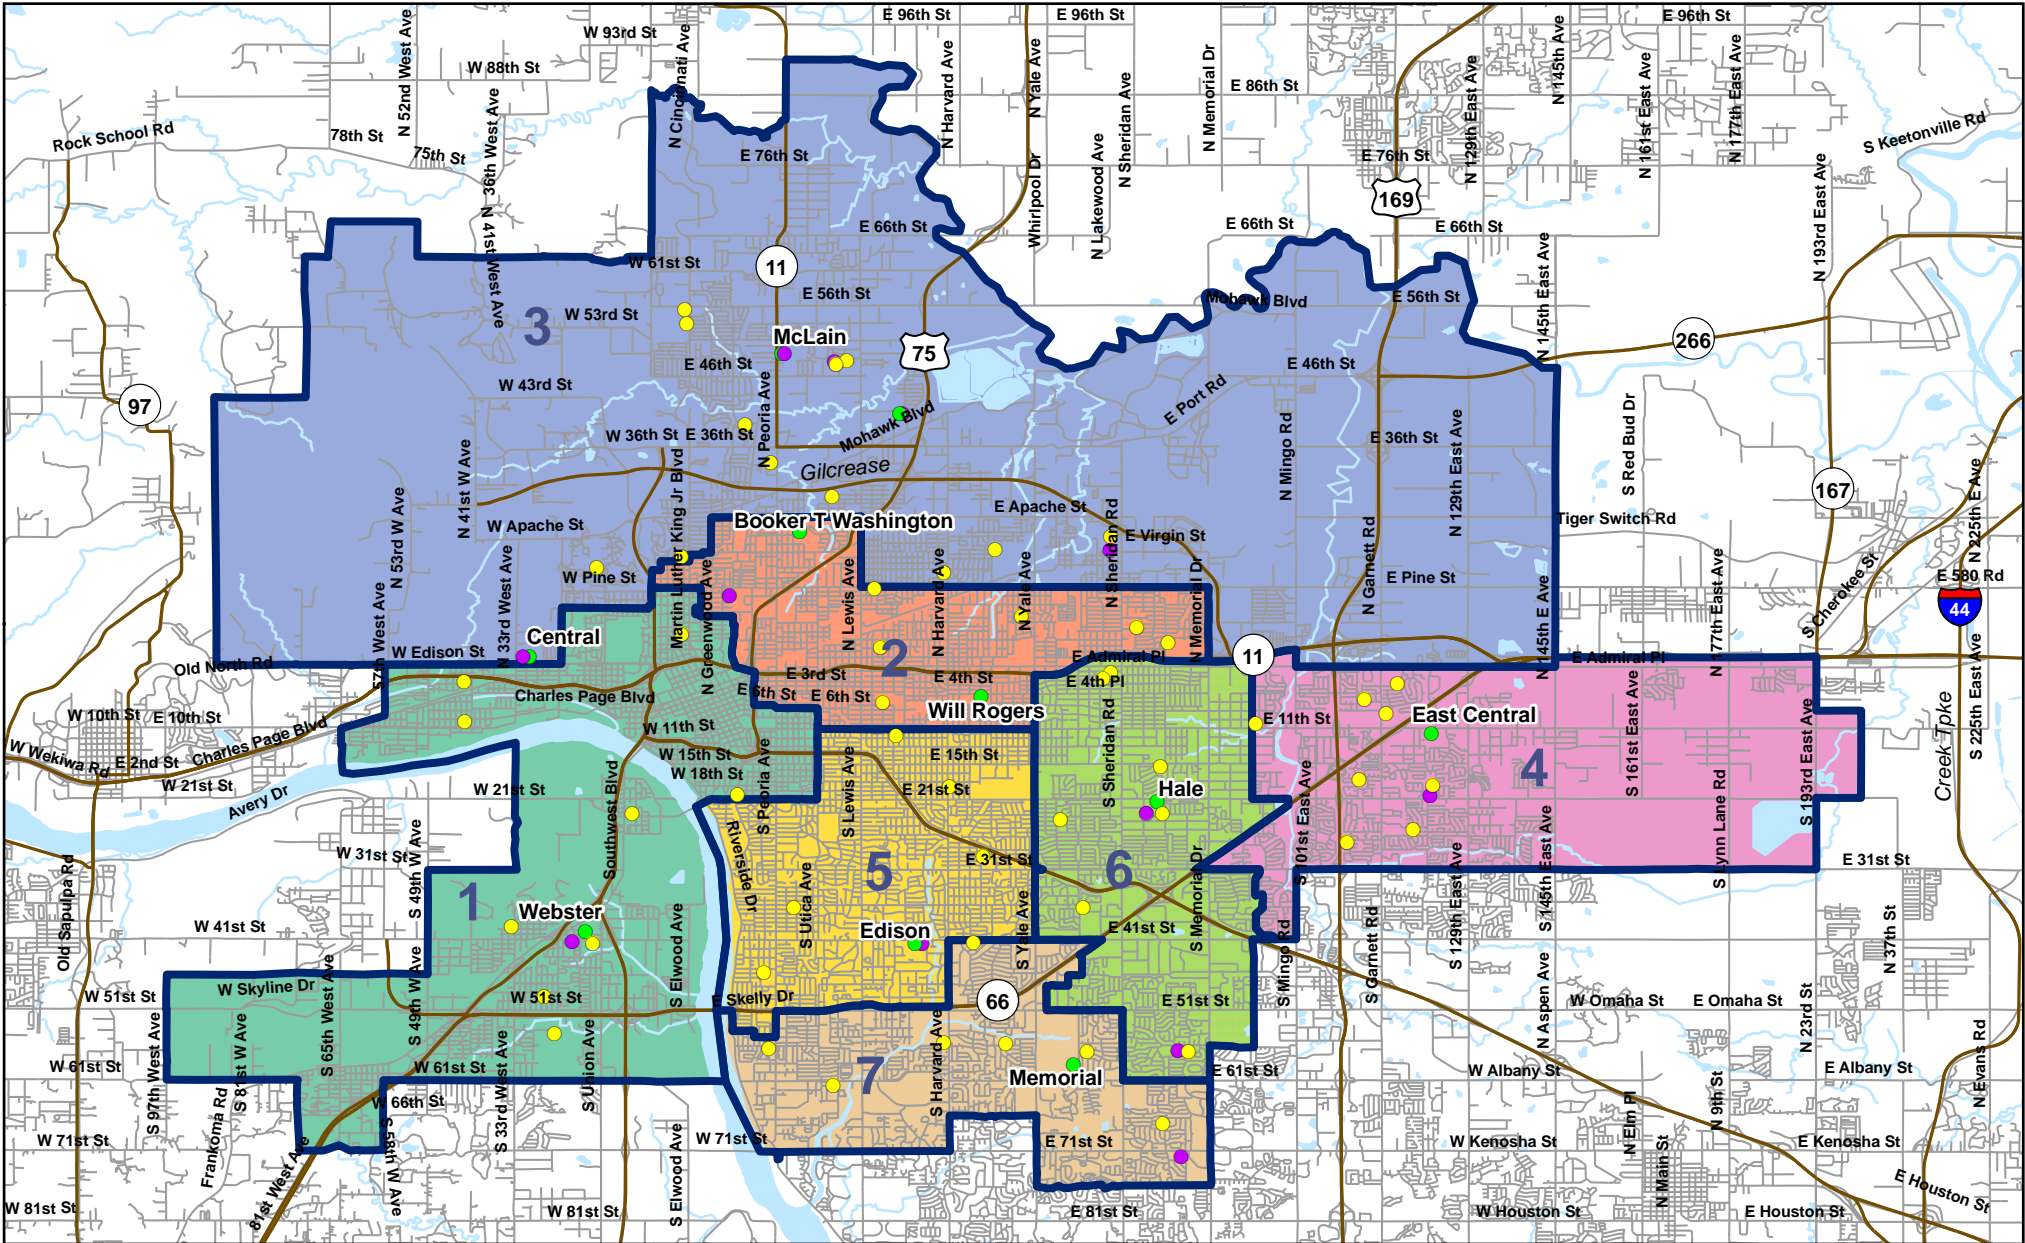 E 96th St
E 96th St
E 96th St
W 93rd St
W 88th St
E 86th St
N 52nd West Ave
N Cincinnati Ave
N Harvard Ave
N Yale Ave
N Sheridan Ave
N Memorial Dr
N 129th East Ave
N 145th Ave
N 161st East Ave
N 177th East Ave
Rock School Rd
78th St
75th St
N 36th West Ave
N 41st West Ave
E 76th St
E 76th St
S Keetonville Rd
169
Whirlpool Dr
N Lakewood Ave
E 66th St
E 66th St
E 66th St
N 193rd East Ave
W 61st St
11
E 56th St
Mohawk Blvd
E 56th St
N 145th East Ave
W 53rd St
3
McLain
75
266
E 46th St
E 46th St
W 43rd St
97
N Peoria Ave
Mohawk Blvd
E Port Rd
W 36th St
E 36th St
E 36th St
N 41st W Ave
Gilcrease
N Mingo Rd
N 129th East Ave
S Red Bud Dr
167
N 225th E Ave
N 53rd W Ave
Martin Luther King Jr Blvd
W Apache St
Booker T Washington
E Apache St
N Sheridan Rd
E Virgin St
N Garnett Rd
Tiger Switch Rd
W Pine St
E Pine St
E 580 Rd
44
57th West Ave
N 33rd West Ave
N Greenwood Ave
N Lewis Ave
N Harvard Ave
N Yale Ave
N Memorial Dr
N 145th E Ave
N 177th East Ave
S Cherokee St
Central
W Edison St
Old North Rd
2
E Admiral Pl
11
E Admiral Pl
E 3rd St
E 4th St
E 4th Pl
Charles Page Blvd
E 6th St
E 6th St
Will Rogers
W 10th St
E 10th St
Charles Page Blvd
W 11th St
E 11th St
East Central
S Sheridan Rd
S 161st East Ave
S 193rd East Ave
Creek Tpke
S 225th East Ave
W Wekiwa Rd
E 2nd St
W 21st St
W 15th St
E 15th St
W 18th St
W 21st St
E 21st St
Hale
4
Avery Dr
Southwest Blvd
S Peoria Ave
S Lewis Ave
S 101st East Ave
S Lynn Lane Rd
W 31st St
E 31st St
E 31st St
Old Sapulpa Rd
S 49th W Ave
1
Riverside Dr
S Utica Ave
5
6
S Memorial Dr
S 129th East Ave
S 145th East Ave
Webster
W 41st St
Edison
E 41st St
S Yale Ave
S Elwood Ave
S Mingo Rd
S Garnett Rd
N Aspen Ave
N 37th St
W Skyline Dr
W 51st St
W 51st St
E Skelly Dr
66
E 51st St
W Omaha St
E Omaha St
S 97th West Ave
S 81st W Ave
S 65th West Ave
S 49th W Ave
S 33rd West Ave
S Union Ave
S Harvard Ave
N 23rd St
N Evans Rd
W 61st St
W 61st St
7
Memorial
E 61st St
W Albany St
E Albany St
Frankoma Rd
W 66th St
S 58th W Ave
S Elwood Ave
N Elm Pl
N 9th St
W 71st St
W 71st St
E 71st St
W Kenosha St
E Kenosha St
81st West Ave
N Main St
E Houston St
W 81st St
W 81st St
E 81st St
W Houston St
E Houston St